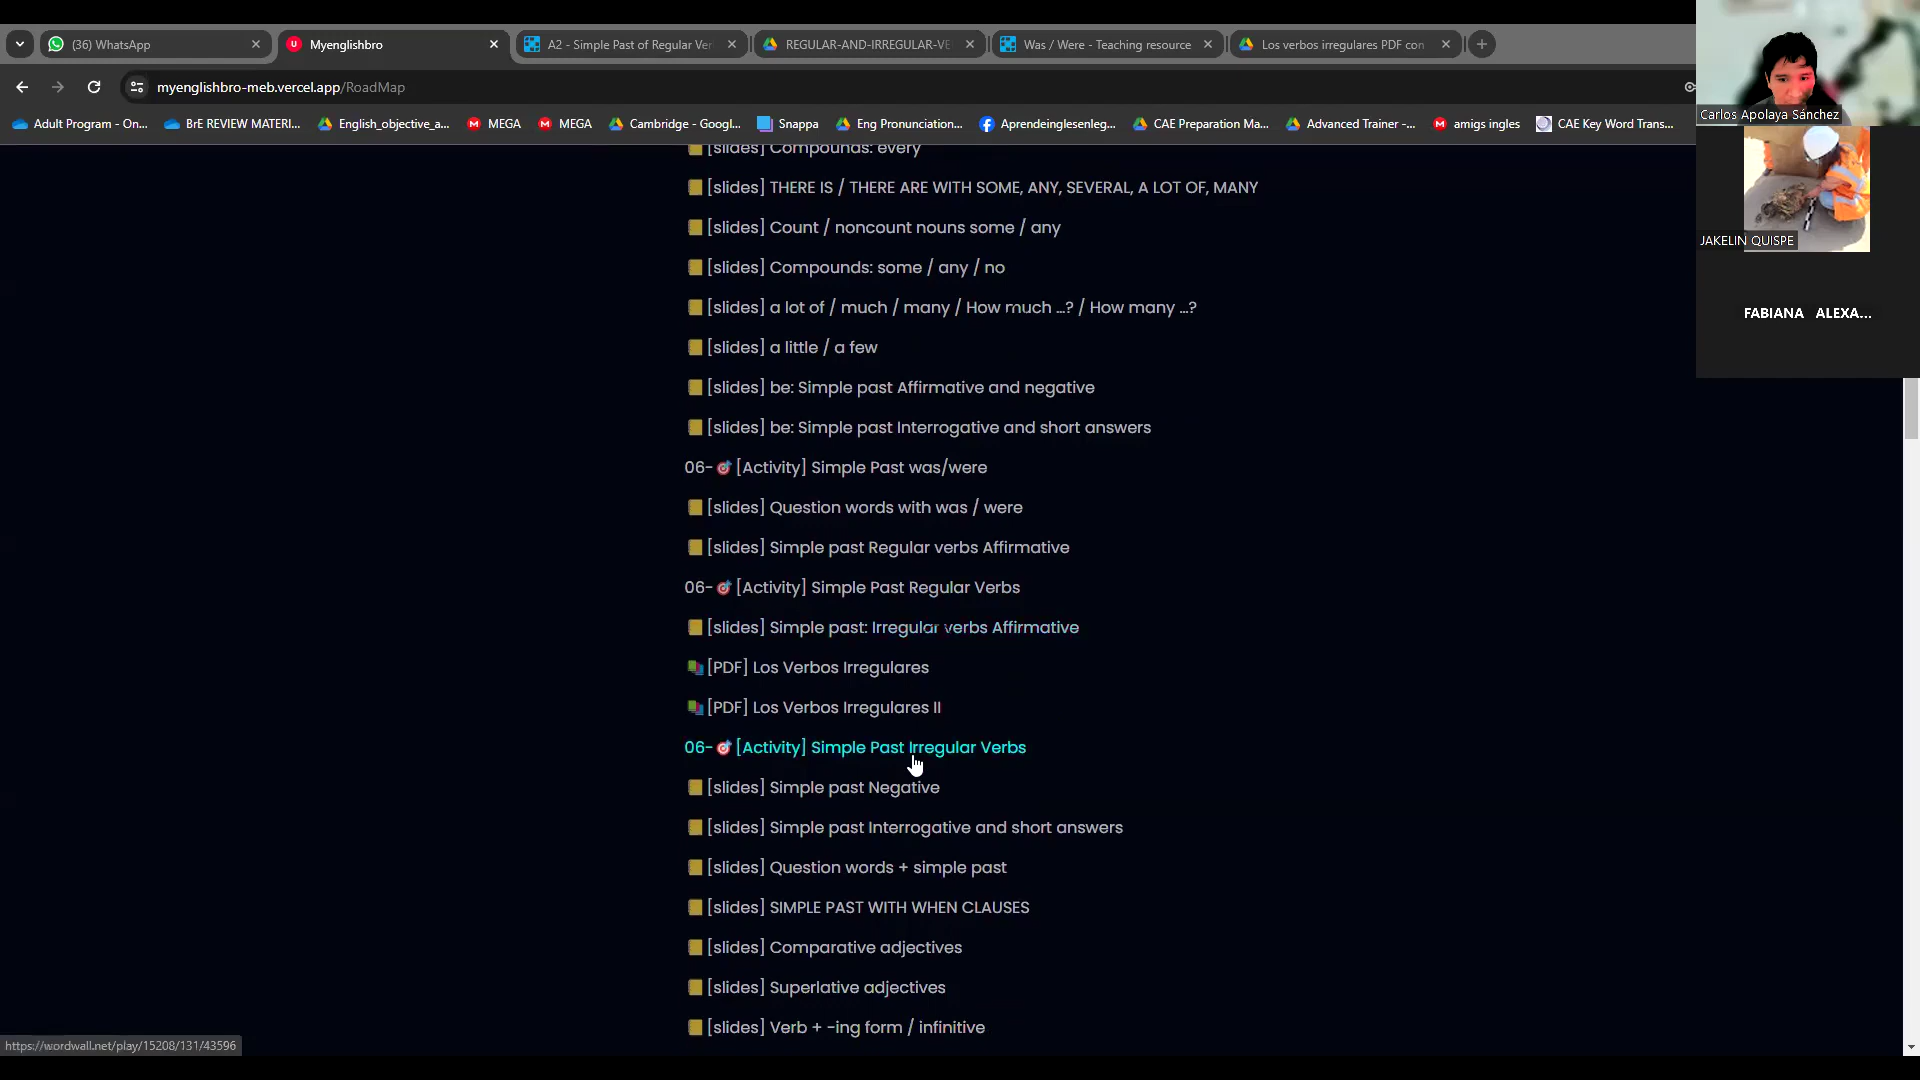 (36) WhatsApp
Myenglishbro
A2 - Simple Past of Regular Ver
REGULAR-AND-IRREGULAR-VE
Was / Were - Teaching resource
Los verbos irregulares PDF con
myenglishbro-meb.vercel.app/RoadMap
Adult Program - On...
BrE REVIEW MATERI...
English_objective_a...
MEGA
MEGA
Cambridge - Googl...
Snappa
Eng Pronunciation...
Aprendeinglesenleg...
CAE Preparation Ma...
Advanced Trainer -...
amigs ingles
CAE Key Word Trans...
Carlos Apolaya Sánchez
JAKELIN QUISPE
FABIANA ALEXA...
[slides] Compounds: every
[slides] THERE IS / THERE ARE WITH SOME, ANY, SEVERAL, A LOT OF, MANY
[slides] Count / noncount nouns some / any
[slides] Compounds: some / any / no
[slides] a lot of / much / many / How much ...? / How many ...?
[slides] a little / a few
[slides] be: Simple past Affirmative and negative
[slides] be: Simple past Interrogative and short answers
06- [Activity] Simple Past was/were
[slides] Question words with was / were
[slides] Simple past Regular verbs Affirmative
06- [Activity] Simple Past Regular Verbs
[slides] Simple past: Irregular verbs Affirmative
[PDF] Los Verbos Irregulares
[PDF] Los Verbos Irregulares II
06- [Activity] Simple Past Irregular Verbs
[slides] Simple past Negative
[slides] Simple past Interrogative and short answers
[slides] Question words + simple past
[slides] SIMPLE PAST WITH WHEN CLAUSES
[slides] Comparative adjectives
[slides] Superlative adjectives
[slides] Verb + -ing form / infinitive
https://wordwall.net/play/15208/131/43596